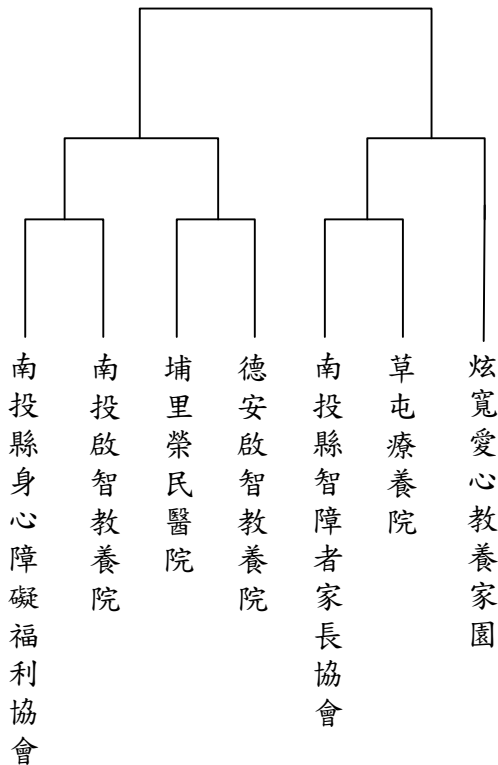 南投縣身心障礙福利協會
南投啟智教養院
埔里榮民醫院
德安啟智教養院
南投縣智障者家長協會
草屯療養院
炫寬愛心教養家園